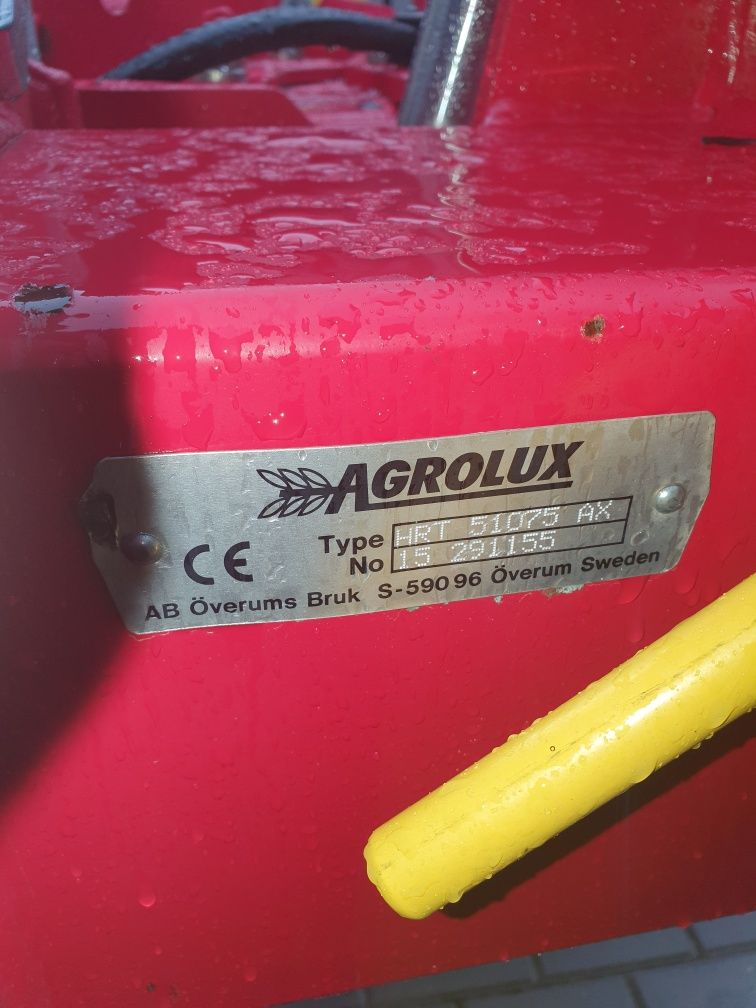 AGROLUX
CE
Type HRT 51075 AX
No 15 291155
AB Överums Bruk S-590 96 Överum Sweden